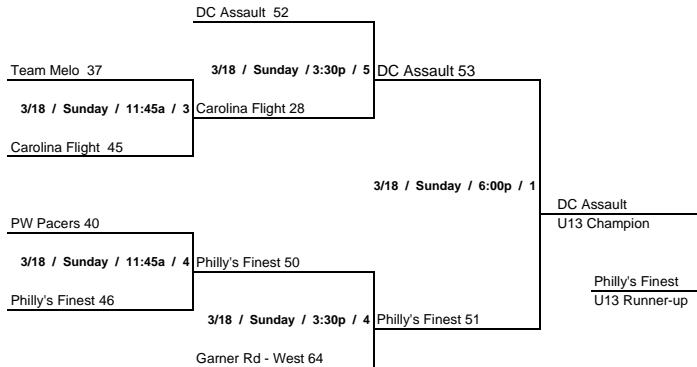 DC Assault 52
Team Melo 37
3/18 / Sunday / 3:30p / 5
DC Assault 53
3/18 / Sunday / 11:45a / 3
Carolina Flight 28
Carolina Flight 45
3/18 / Sunday / 6:00p / 1
DC Assault
U13 Champion
PW Pacers 40
3/18 / Sunday / 11:45a / 4
Philly's Finest 50
Philly's Finest
U13 Runner-up
Philly's Finest 46
3/18 / Sunday / 3:30p / 4
Philly's Finest 51
Garner Rd - West 64